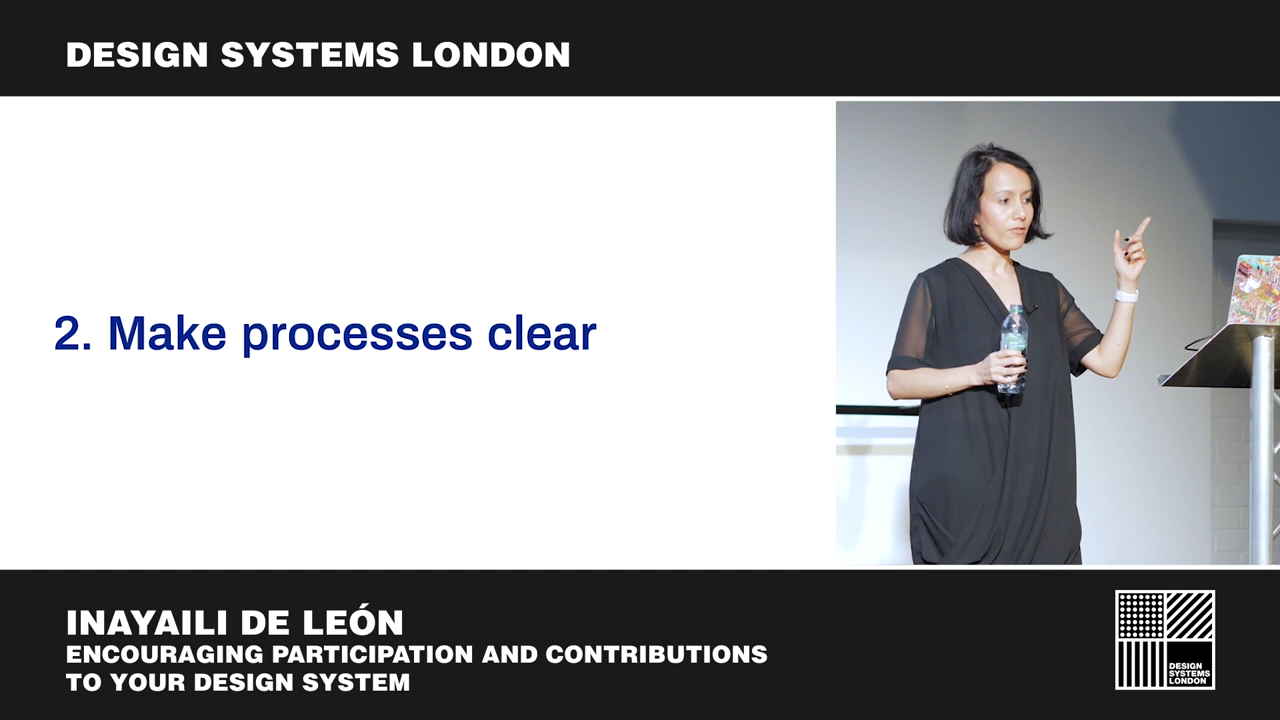 DESIGN SYSTEMS LONDON
2. Make processes clear
INAYAILI DE LEÓN
ENCOURAGING PARTICIPATION AND CONTRIBUTIONS
TO YOUR DESIGN SYSTEM
DESIGN
SYSTEMS
LONDON